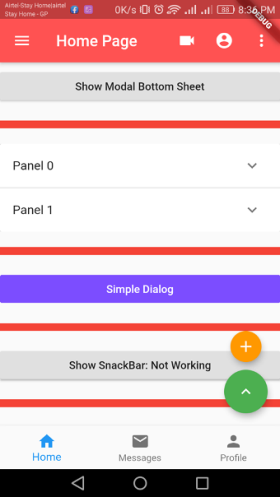 Airtel-Stay Home|airtel
Stay Home - GP
0K/s
88
8:36 PM
DEBUG
Home Page
Show Modal Bottom Sheet
Panel 0
Panel 1
Simple Dialog
Show SnackBar: Not Working
Home
Messages
Profile